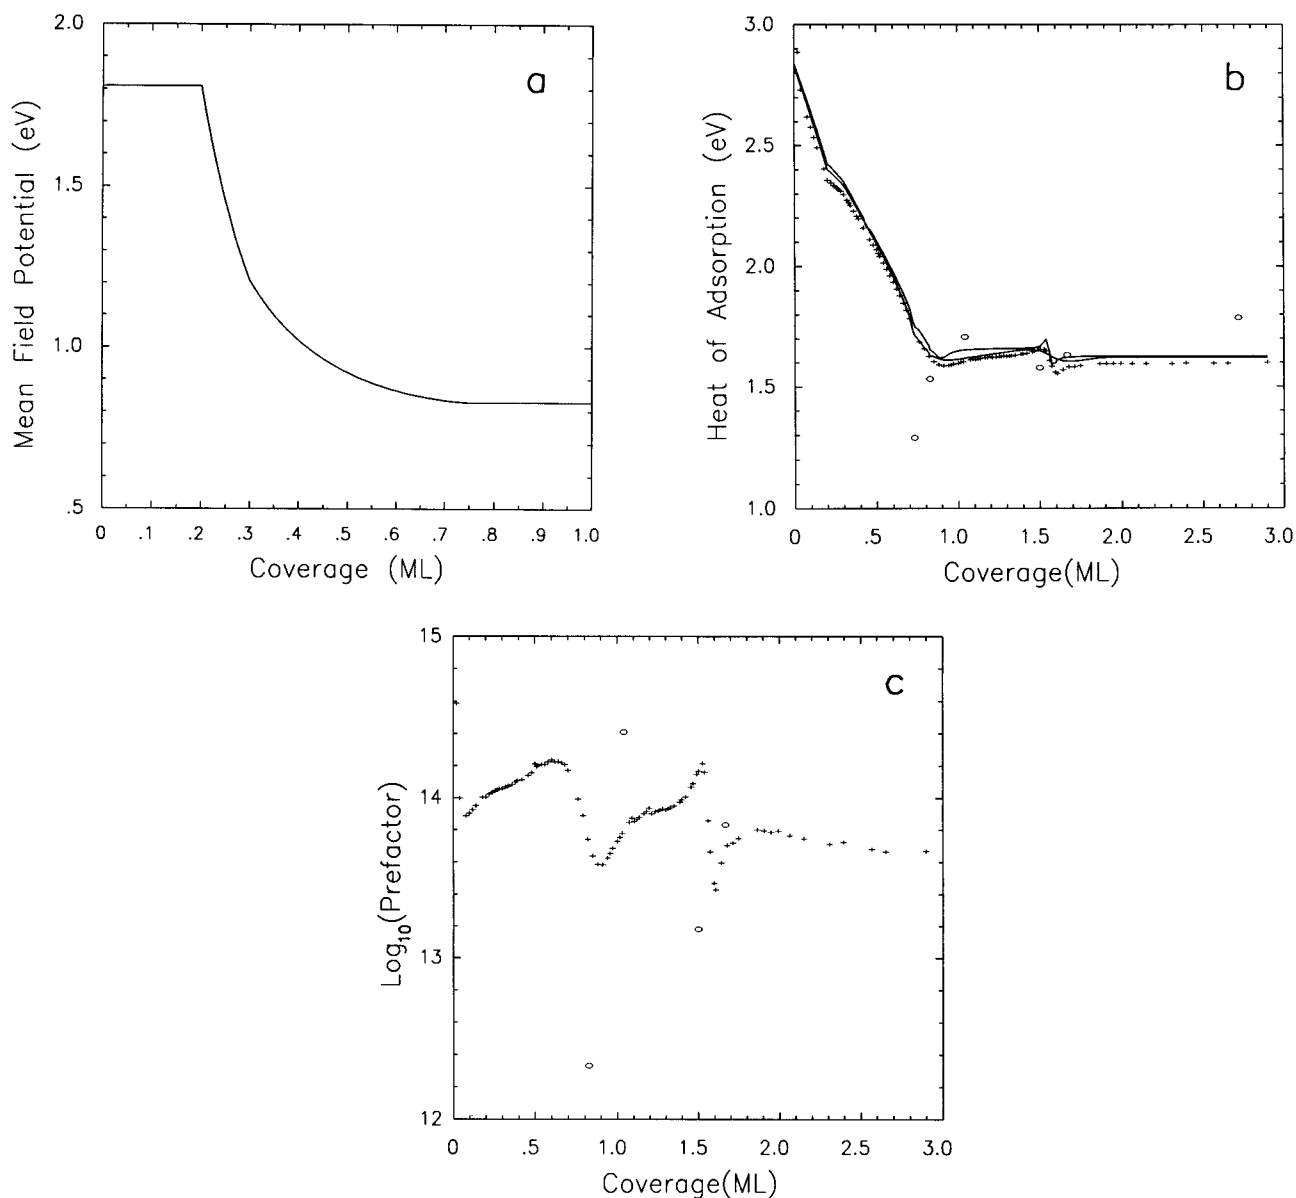 a
2.0
1.5
1.0
.5
Mean Field Potential (eV)
0 .1 .2 .3 .4 .5 .6 .7 .8 .9 1.0
Coverage (ML)
b
3.0
2.5
2.0
1.5
1.0
Heat of Adsorption (eV)
0 .5 1.0 1.5 2.0 2.5 3.0
Coverage(ML)
c
15
14
13
12
Log10(Prefactor)
0 .5 1.0 1.5 2.0 2.5 3.0
Coverage(ML)